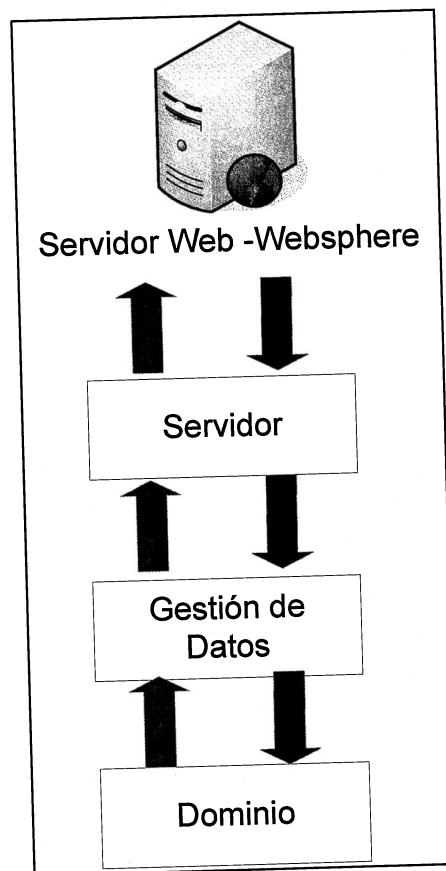 Servidor Web -Websphere
Servidor
Gestión de
Datos
Dominio